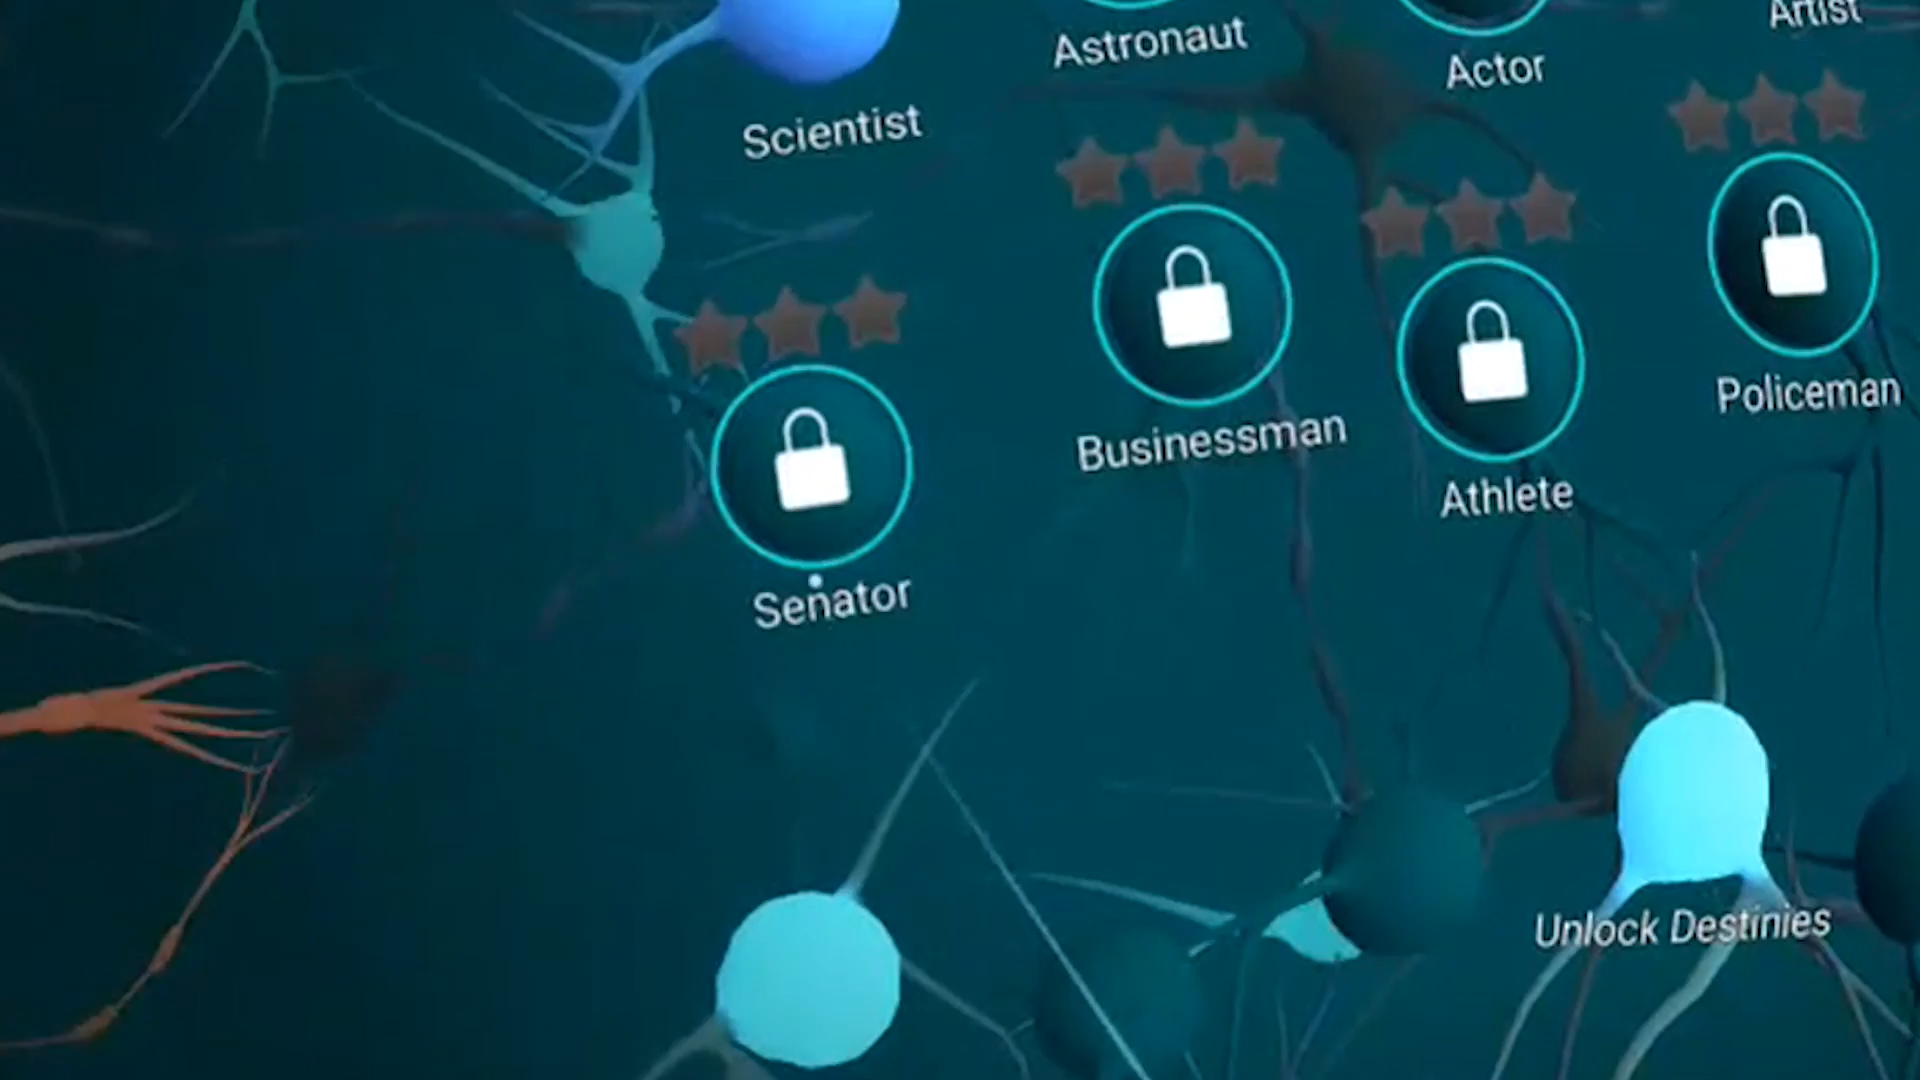 Astronaut
Actor
Artist
Scientist
Businessman
Policeman
Athlete
Senator
Unlock Destinies